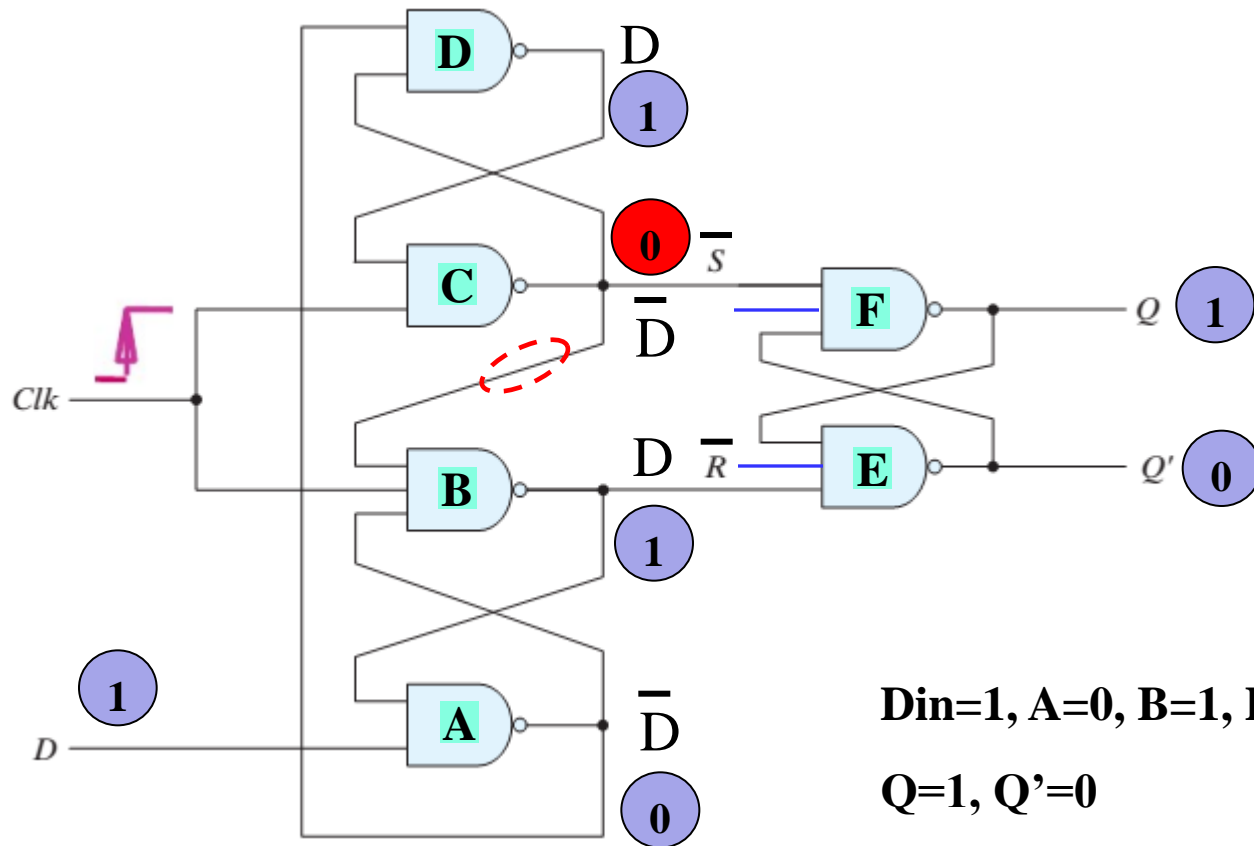 D
D
1
0
S
C
F
Q
1
D
Clk
D
R
B
E
Q'
0
1
1
A
D
D
0
Din=1, A=0, B=1,
Q=1, Q’=0